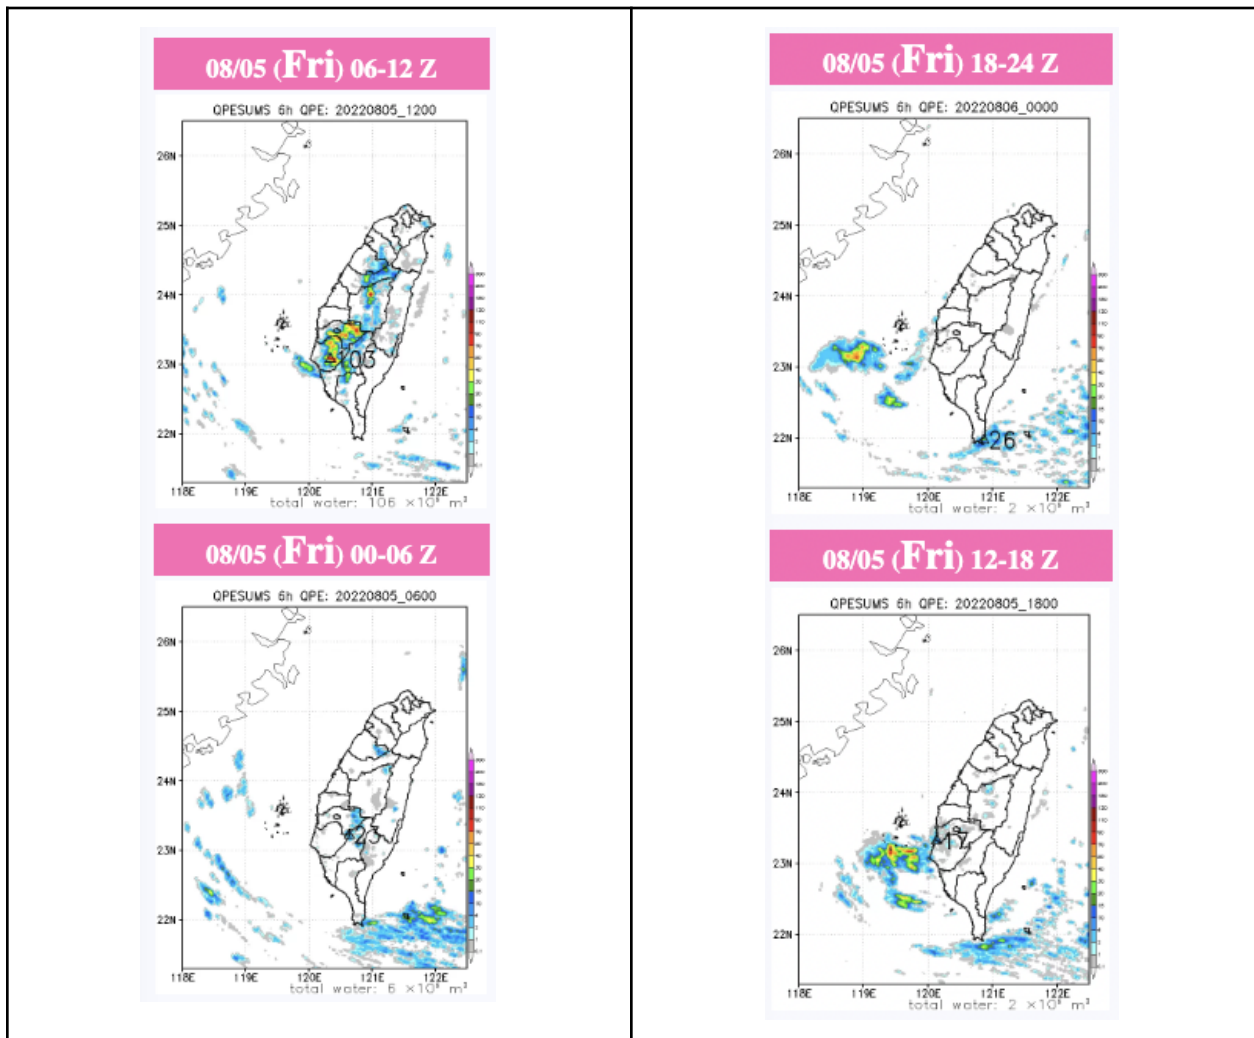 08/05 (Fri) 06-12 Z
QPESUMS 6h QPE: 20220805_1200
26N
25N
24N
23N
22N
103
118E 119E 120E 121E 122E
total water: 106 ×10⁶ m³
08/05 (Fri) 00-06 Z
QPESUMS 6h QPE: 20220805_0600
26N
25N
24N
23N
22N
23
118E 119E 120E 121E 122E
total water: 6 ×10⁶ m³
08/05 (Fri) 18-24 Z
QPESUMS 6h QPE: 20220806_0000
26N
25N
24N
23N
22N
26
118E 119E 120E 121E 122E
total water: 2 ×10⁶ m³
08/05 (Fri) 12-18 Z
QPESUMS 6h QPE: 20220805_1800
26N
25N
24N
23N
22N
17
118E 119E 120E 121E 122E
total water: 2 ×10⁶ m³